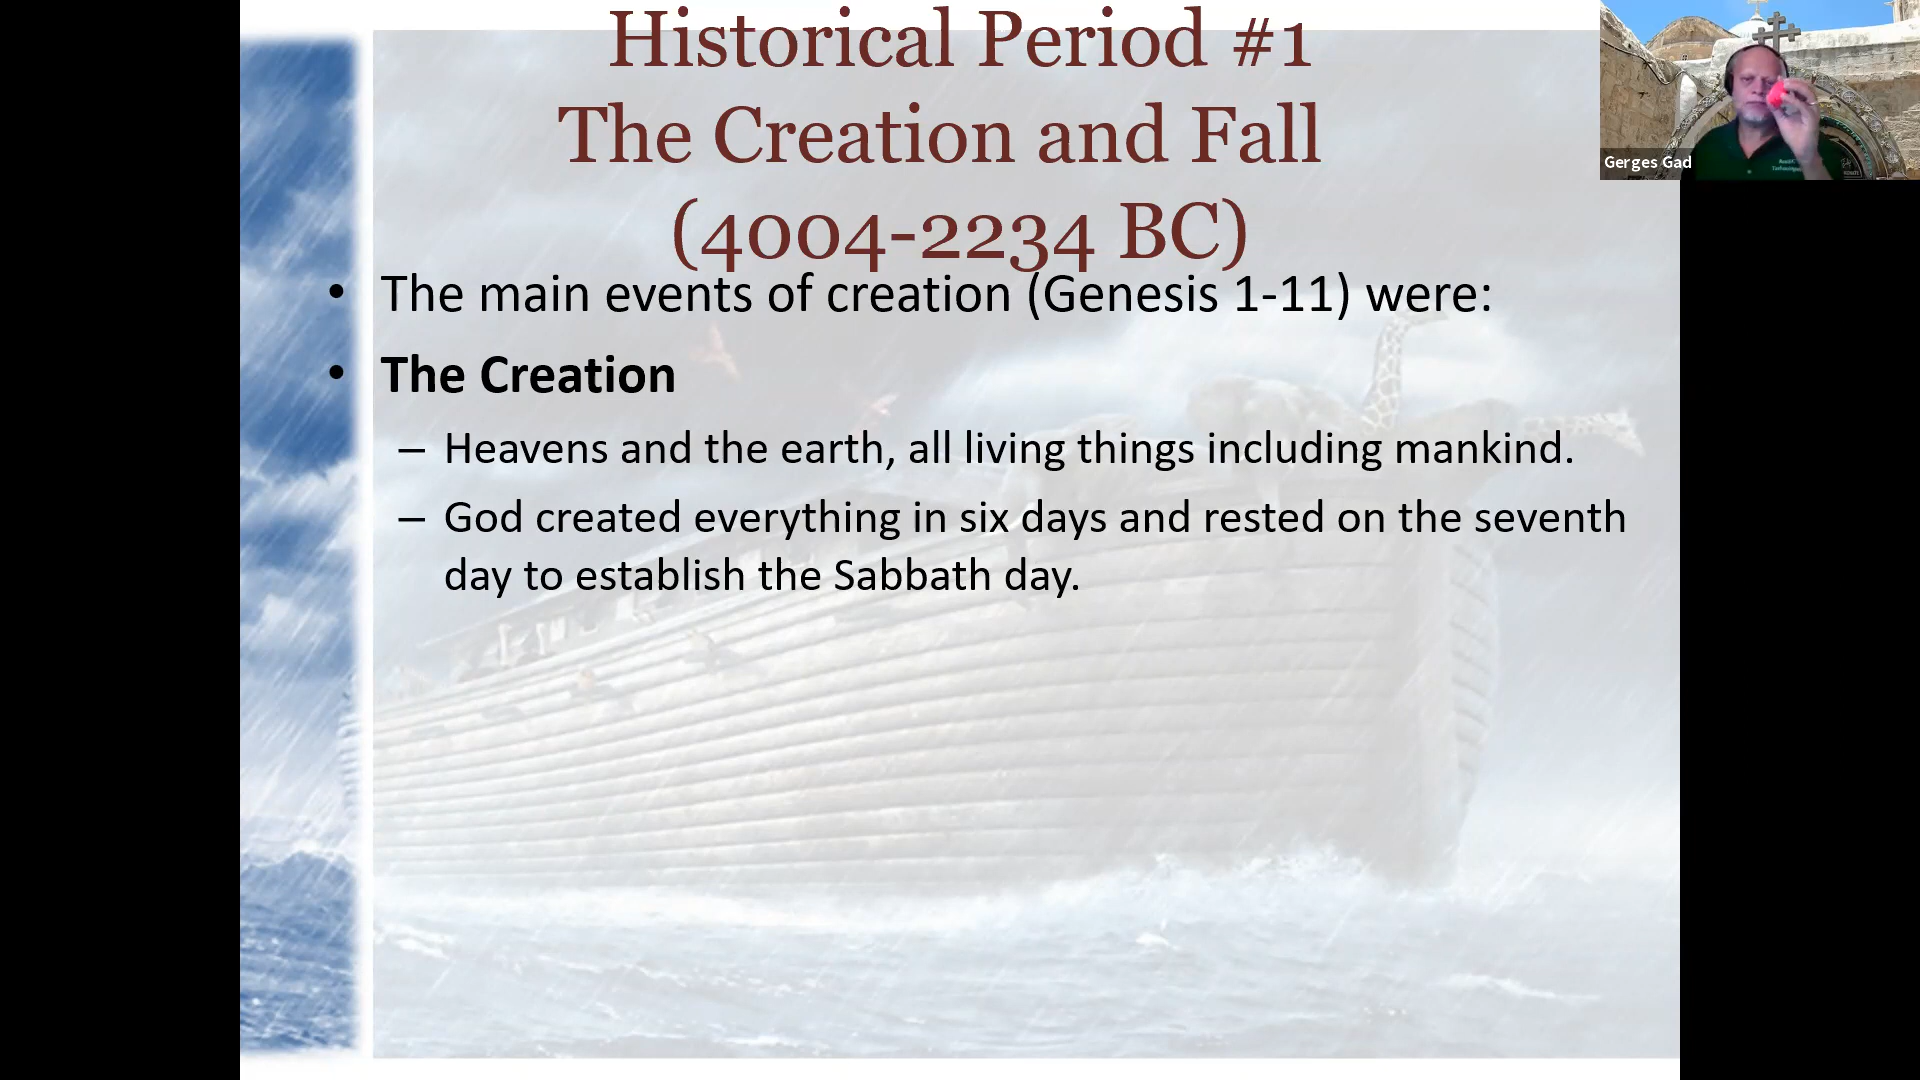 Historical Period #1
The Creation and Fall
(4004-2234 BC)
• The main events of creation (Genesis 1-11) were:
• The Creation
– Heavens and the earth, all living things including mankind.
– God created everything in six days and rested on the seventh
day to establish the Sabbath day.
Gerges Gad